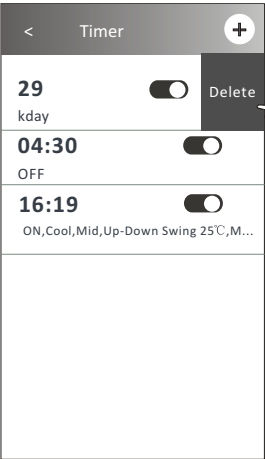 < Timer +
29
Delete
kday
04:30
OFF
16:19
ON,Cool,Mid,Up-Down Swing 25℃,M...